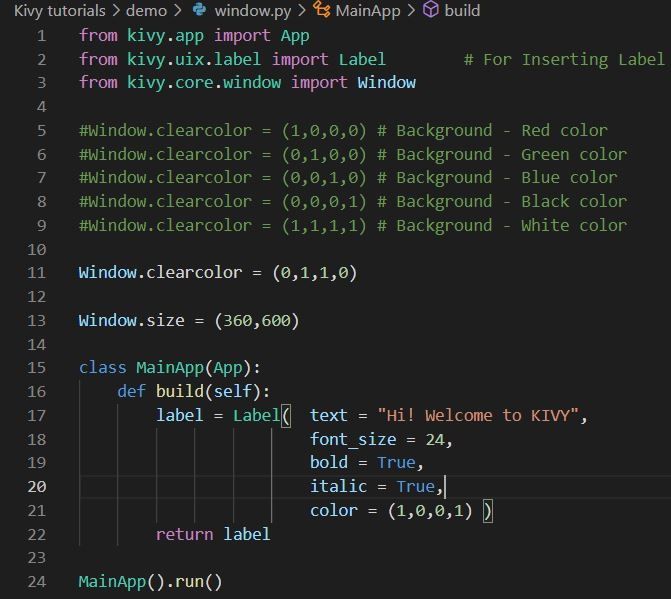 Kivy tutorials > demo > window.py > MainApp > build
1 from kivy.app import App
2 from kivy.uix.label import Label        # For Inserting Label
3 from kivy.core.window import Window
4
5 #Window.clearcolor = (1,0,0,0) # Background - Red color
6 #Window.clearcolor = (0,1,0,0) # Background - Green color
7 #Window.clearcolor = (0,0,1,0) # Background - Blue color
8 #Window.clearcolor = (0,0,0,1) # Background - Black color
9 #Window.clearcolor = (1,1,1,1) # Background - White color
10
11 Window.clearcolor = (0,1,1,0)
12
13 Window.size = (360,600)
14
15 class MainApp(App):
16     def build(self):
17         label = Label(  text = "Hi! Welcome to KIVY",
18                         font_size = 24,
19                         bold = True,
20                         italic = True,
21                         color = (1,0,0,1) )
22         return label
23
24 MainApp().run()